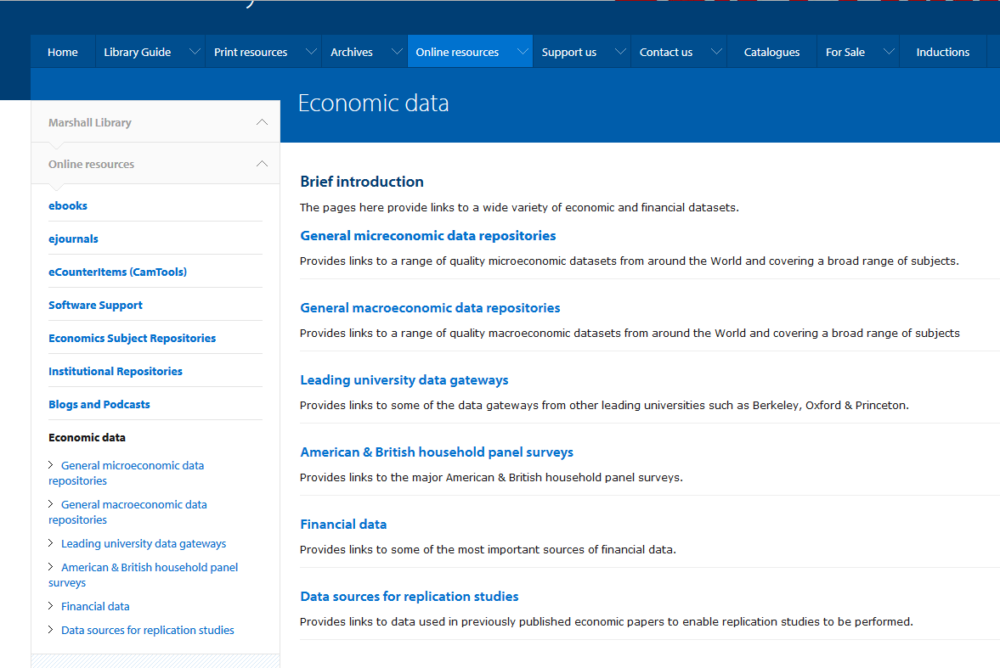 Home
Library Guide
Print resources
Archives
Online resources
Support us
Contact us
Catalogues
For Sale
Inductions
Economic data
Marshall Library
Online resources
ebooks
ejournals
eCounterItems (CamTools)
Software Support
Economics Subject Repositories
Institutional Repositories
Blogs and Podcasts
Economic data
General microeconomic data
repositories
General macroeconomic data
repositories
Leading university data gateways
American & British household panel
surveys
Financial data
Data sources for replication studies
Brief introduction
The pages here provide links to a wide variety of economic and financial datasets.
General micreconomic data repositories
Provides links to a range of quality microeconomic datasets from around the World and covering a broad range of subjects.
General macroeconomic data repositories
Provides links to a range of quality macroeconomic datasets from around the World and covering a broad range of subjects
Leading university data gateways
Provides links to some of the data gateways from other leading universities such as Berkeley, Oxford & Princeton.
American & British household panel surveys
Provides links to the major American & British household panel surveys.
Financial data
Provides links to some of the most important sources of financial data.
Data sources for replication studies
Provides links to data used in previously published economic papers to enable replication studies to be performed.